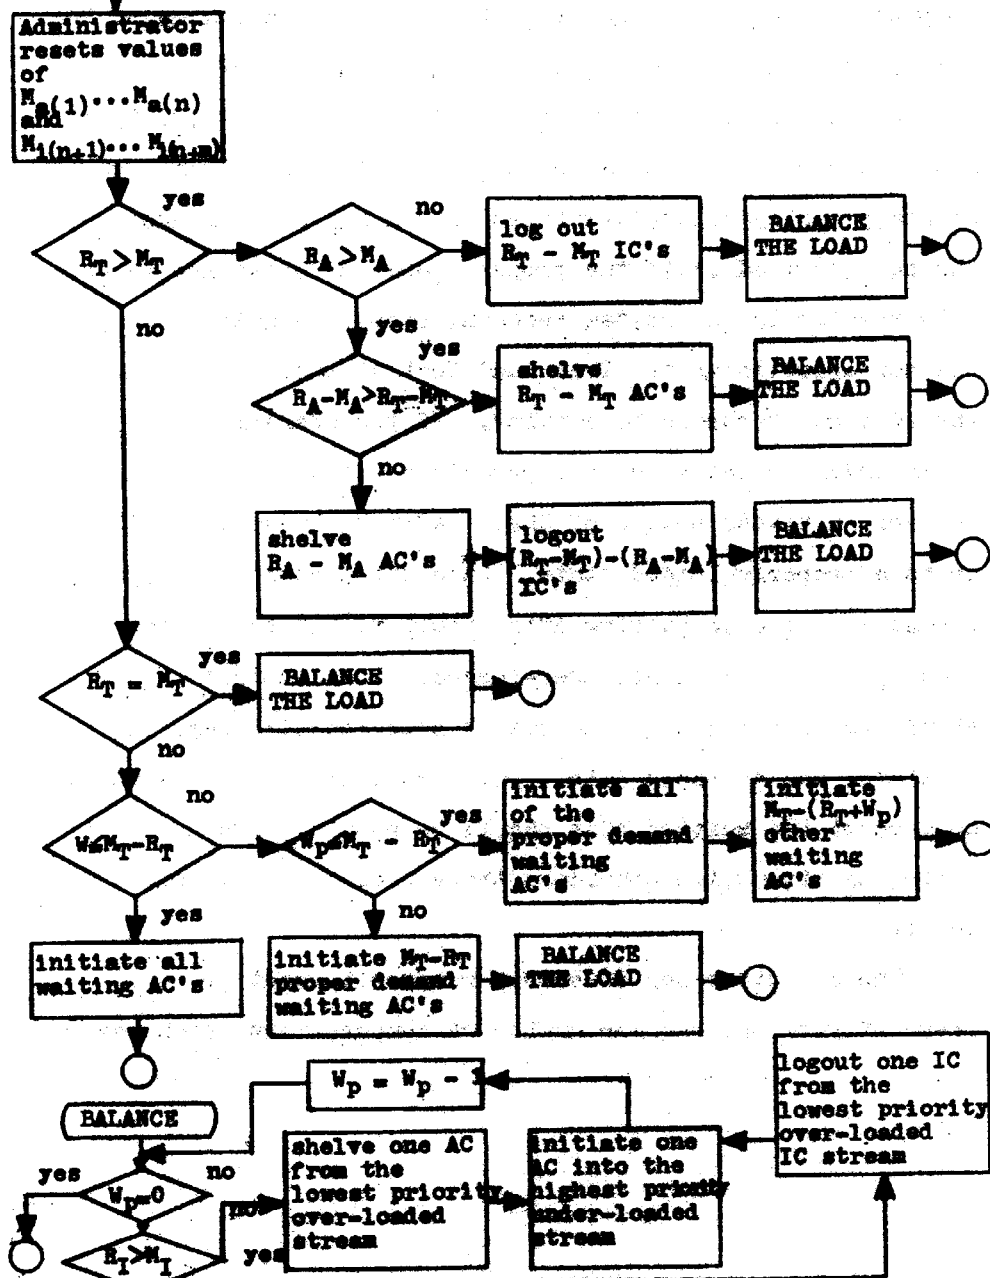 Administrator
resets values
of
M_a(1)...M_a(n)
and
M_i(n+1)...M_i(n+m)
yes
R_T > M_T
no
R_A > M_A
no
log out
R_T - M_T IC's
BALANCE
THE LOAD
yes
yes
R_A-M_A>R_T-M_T
shelve
R_T - M_T AC's
BALANCE
THE LOAD
no
shelve
R_A - M_A AC's
logout
(R_T-M_T)-(R_A-M_A)
IC's
BALANCE
THE LOAD
yes
R_T = M_T
BALANCE
THE LOAD
no
no
W≤M_T-R_T
yes
W_p≤M_T - R_T
initiate all
of the
proper demand
waiting
AC's
initiate
M_T-(R_T+W_p)
other
waiting
AC's
yes
no
initiate all
waiting AC's
initiate M_T-R_T
proper demand
waiting AC's
BALANCE
THE LOAD
W_p = W_p - 1
logout one IC
from the
lowest priority
over-loaded
IC stream
BALANCE
yes
no
W_p=0
shelve one AC
from the
lowest priority
over-loaded
stream
initiate one
AC into the
highest priority
under-loaded
stream
no
R_I>M_I
yes